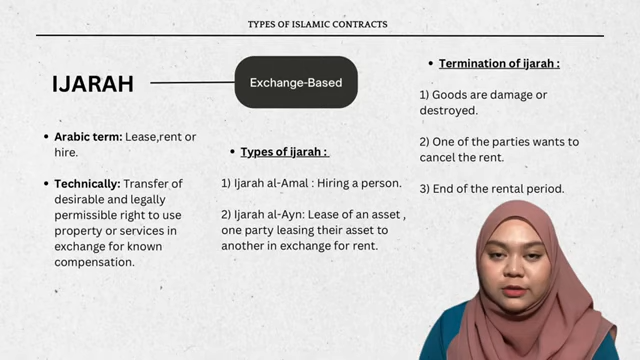 TYPES OF ISLAMIC CONTRACTS
IJARAH
Exchange-Based
Arabic term: Lease,rent or
hire.
Technically: Transfer of
desirable and legally
permissible right to use
property or services in
exchange for known
compensation.
Types of ijarah :
1) Ijarah al-Amal : Hiring a person.
2) Ijarah al-Ayn: Lease of an asset ,
one party leasing their asset to
another in exchange for rent.
Termination of ijarah :
1) Goods are damage or
destroyed.
2) One of the parties wants to
cancel the rent.
3) End of the rental period.